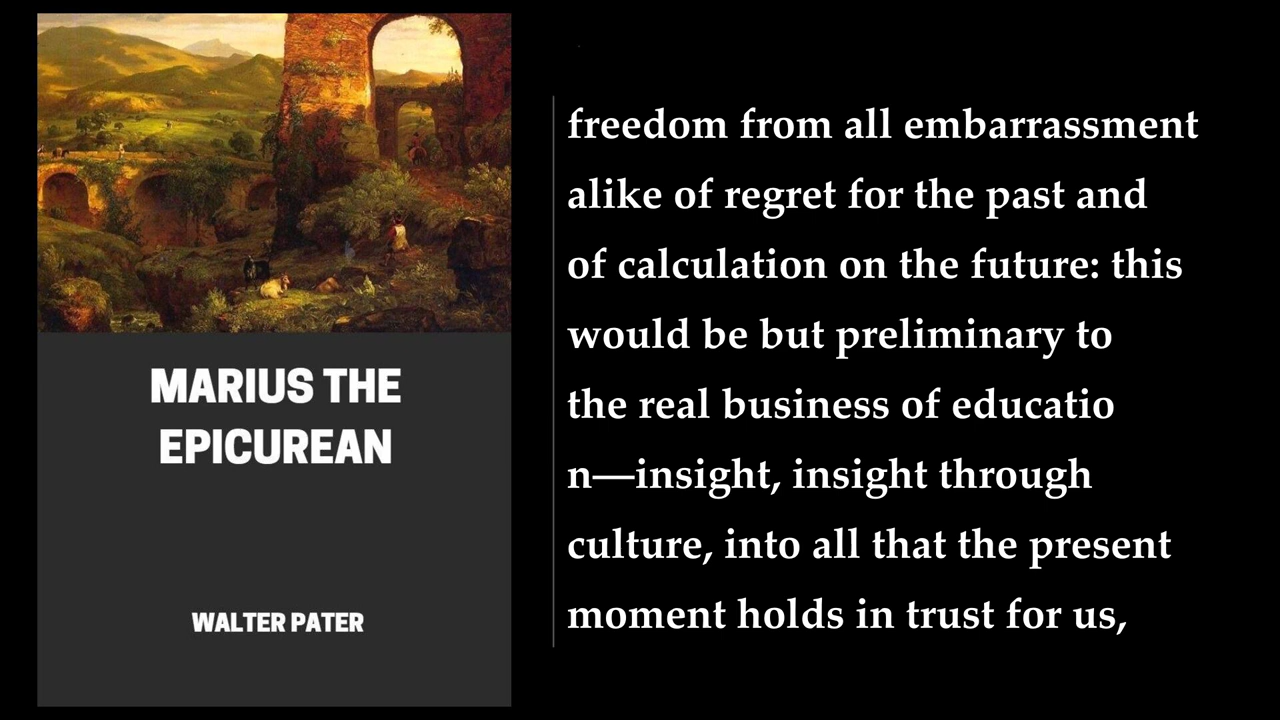 MARIUS THE
EPICUREAN
WALTER PATER
freedom from all embarrassment
alike of regret for the past and
of calculation on the future: this
would be but preliminary to
the real business of educatio
n—insight, insight through
culture, into all that the present
moment holds in trust for us,